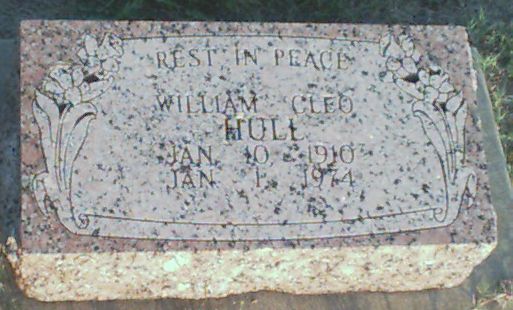 REST IN PEACE
WILLIAM CLEO
HULL
JAN. 10, 1910
JAN. 1, 1974